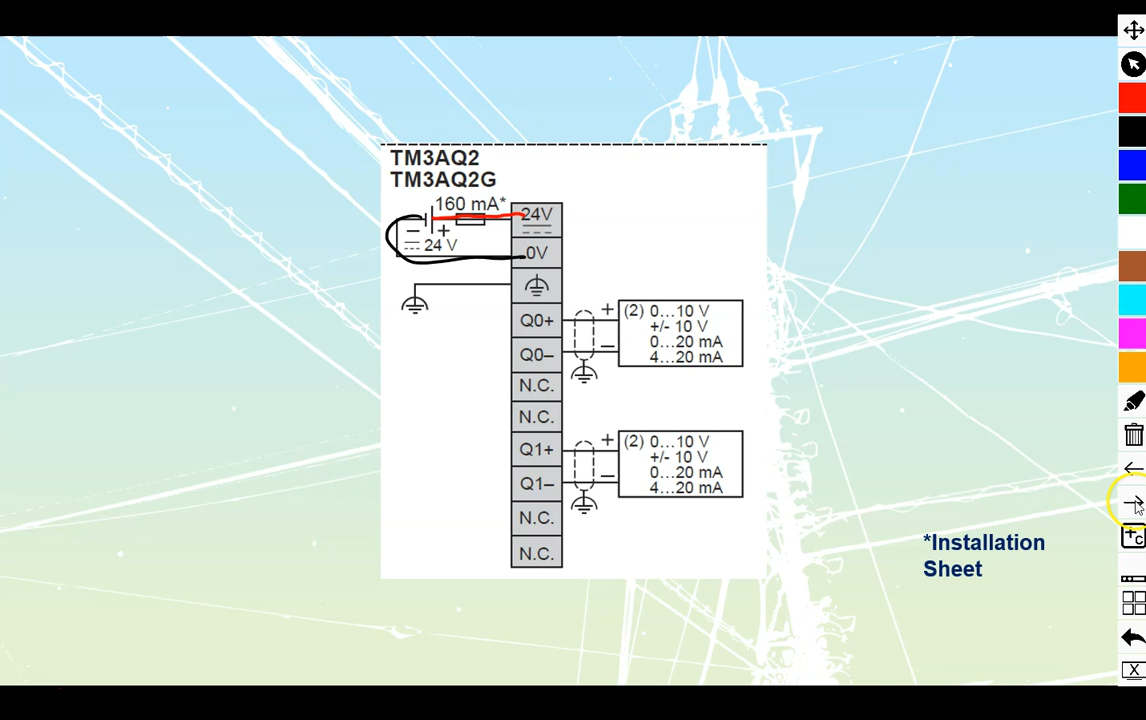 TM3AQ2
TM3AQ2G
160 mA*
24V
– +
24 V
0V
Q0+
+ (2) 0...10 V
+/- 10 V
0...20 mA
Q0–
– 4...20 mA
N.C.
N.C.
Q1+
+ (2) 0...10 V
+/- 10 V
0...20 mA
Q1–
– 4...20 mA
N.C.
N.C.
*Installation
Sheet
C
X